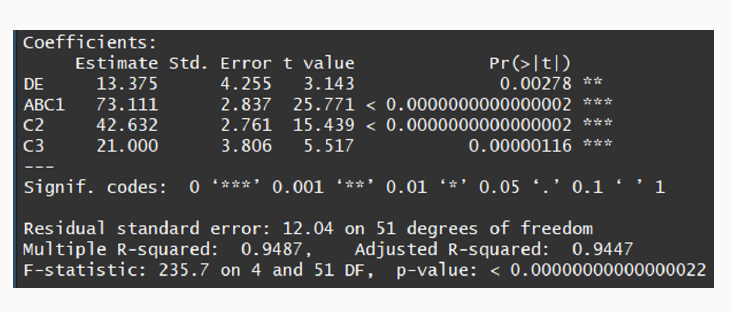 Coefficients:
Estimate Std. Error t value Pr(>|t|)
DE 13.375 4.255 3.143 0.00278 **
ABC1 73.111 2.837 25.771 < 0.0000000000000002 ***
C2 42.632 2.761 15.439 < 0.0000000000000002 ***
C3 21.000 3.806 5.517 0.00000116 ***
---
Signif. codes: 0 ‘***’ 0.001 ‘**’ 0.01 ‘*’ 0.05 ‘.’ 0.1 ‘ ’ 1
Residual standard error: 12.04 on 51 degrees of freedom
Multiple R-squared: 0.9487, Adjusted R-squared: 0.9447
F-statistic: 235.7 on 4 and 51 DF, p-value: < 0.00000000000000022